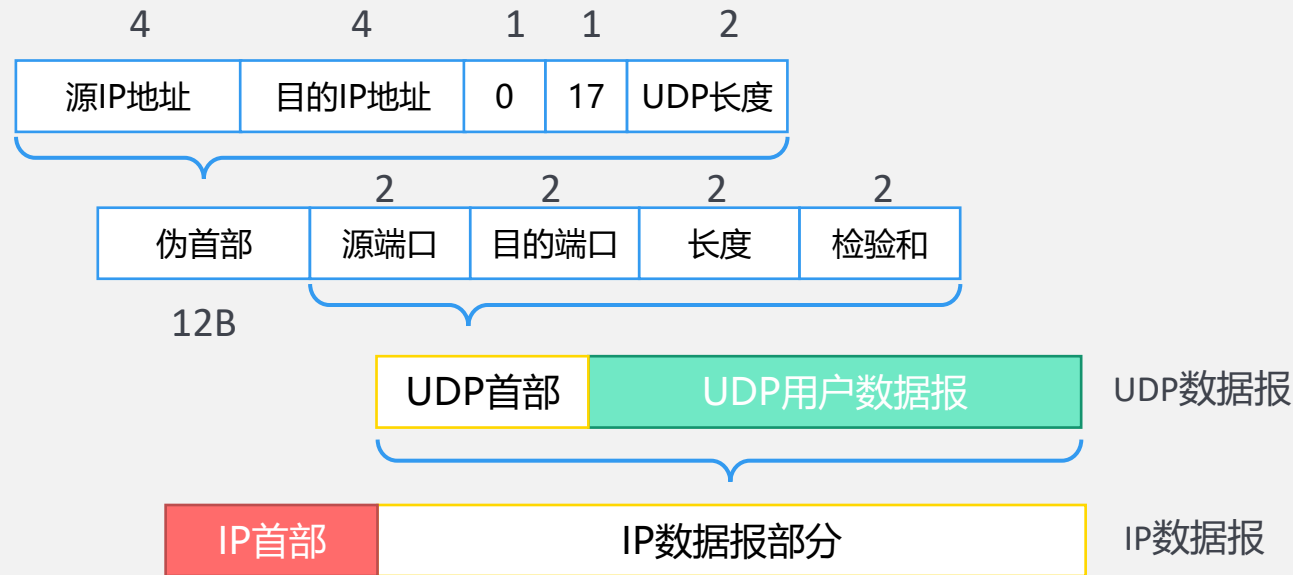 4 4 1 1 2
源IP地址 目的IP地址 0 17 UDP长度
2 2 2 2
伪首部 源端口 目的端口 长度 检验和
12B
UDP首部 UDP用户数据报 UDP数据报
IP首部 IP数据报部分 IP数据报